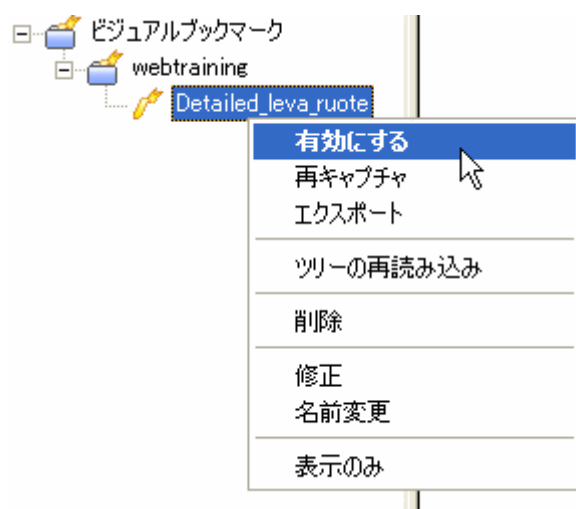 ビジュアルブックマーク
webtraining
Detailed_leva_ruote
有効にする
再キャプチャ
エクスポート
ツリーの再読み込み
削除
修正
名前変更
表示のみ